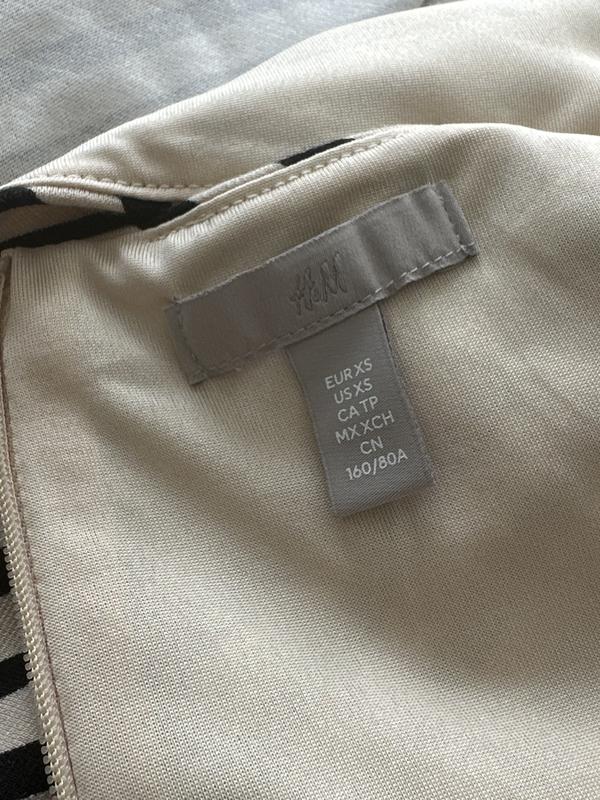 H&M
EUR XS
US XS
CA TP
MX XCH
CN
160/80A